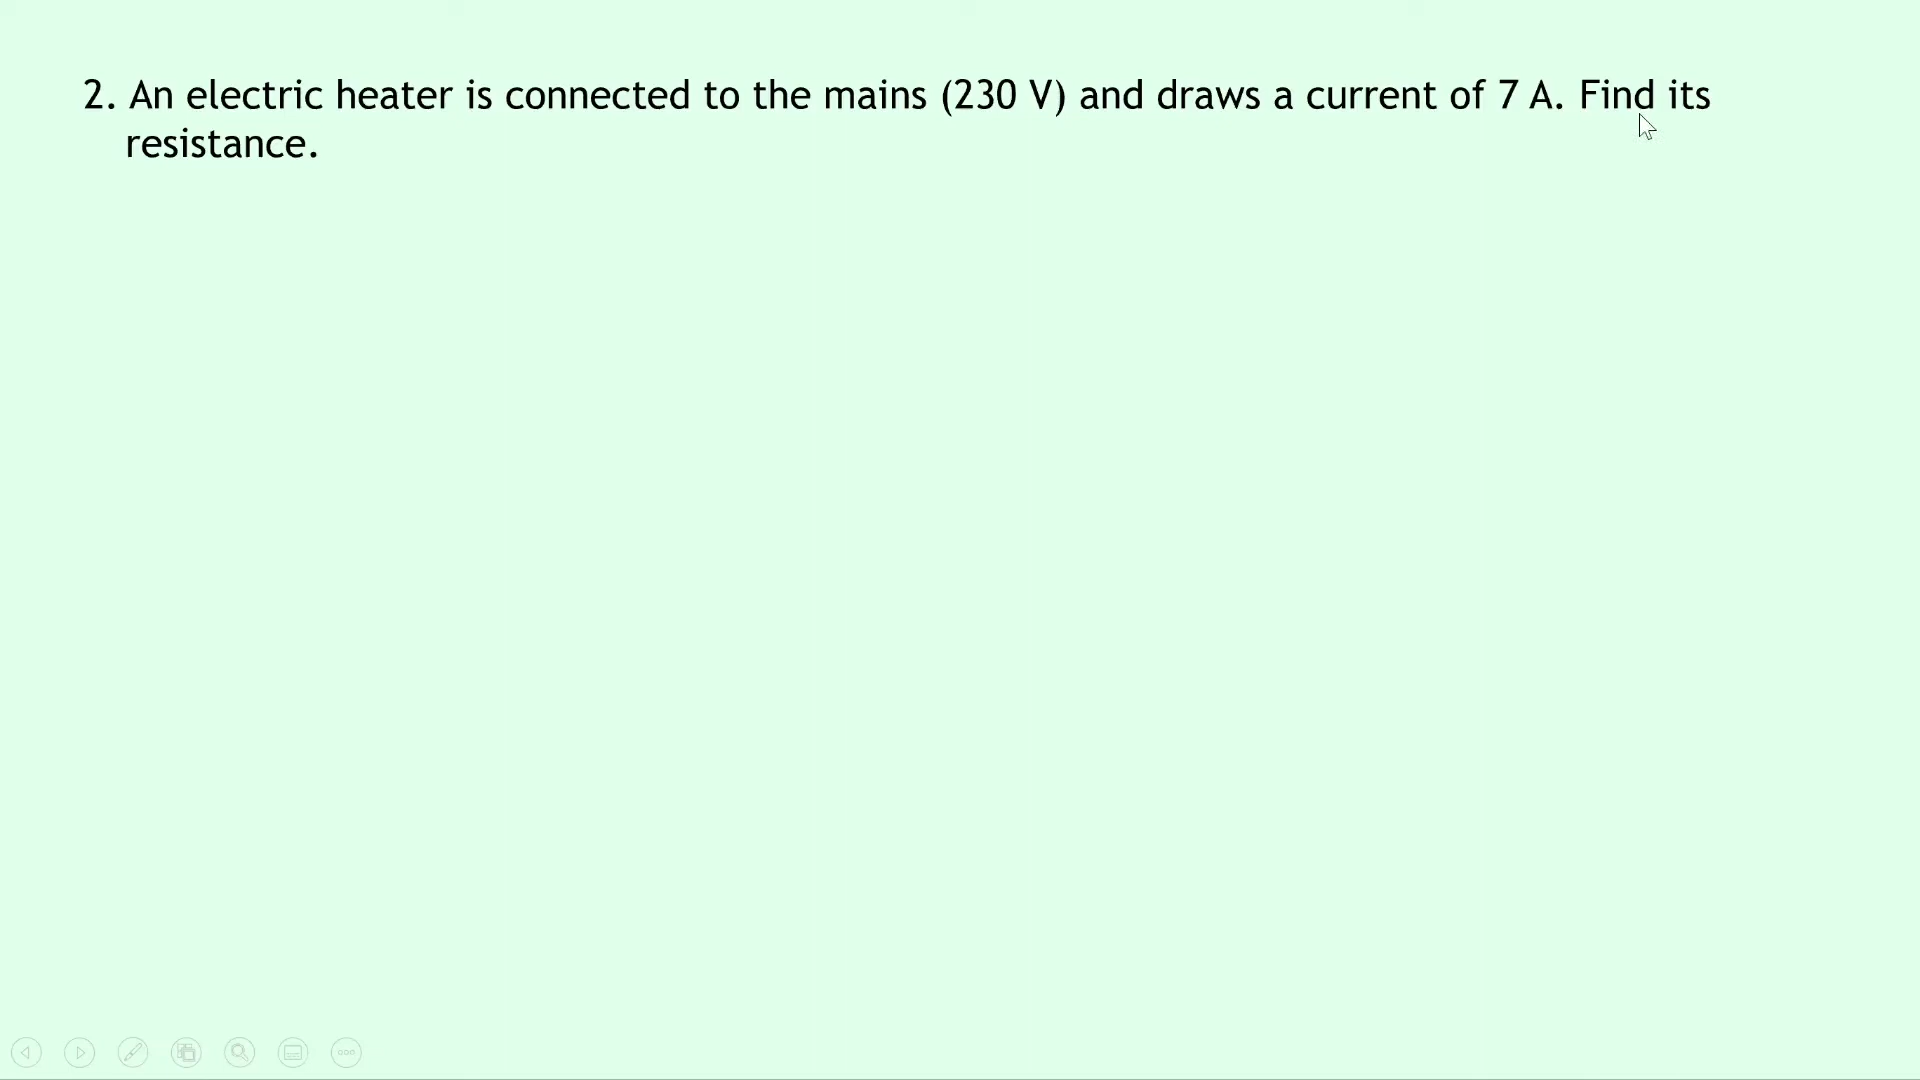 2. An electric heater is connected to the mains (230 V) and draws a current of 7 A. Find its
resistance.